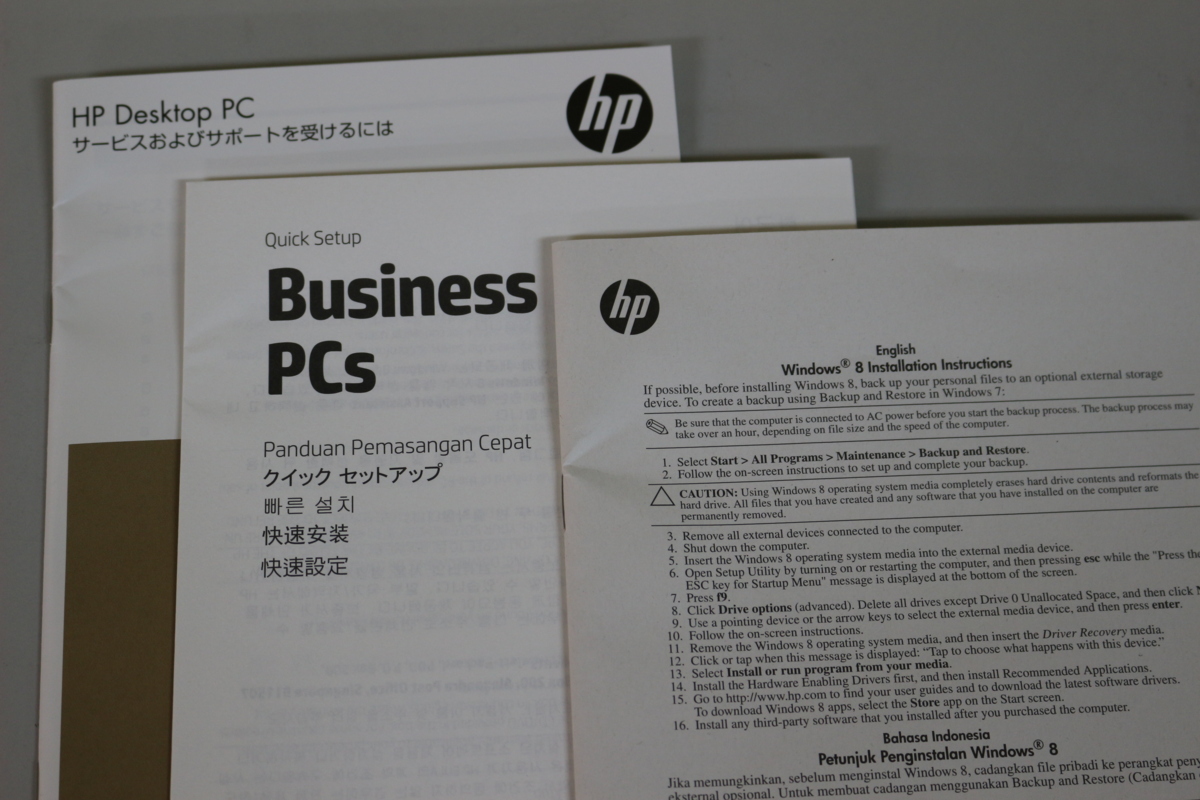 HP Desktop PC
サービスおよびサポートを受けるには
hp
Quick Setup
Business
PCs
Panduan Pemasangan Cepat
クイック セットアップ
빠른 설치
快速安装
快速設定
hp
English
Windows® 8 Installation Instructions
If possible, before installing Windows 8, back up your personal files to an optional external storage
device. To create a backup using Backup and Restore in Windows 7:
Be sure that the computer is connected to AC power before you start the backup process. The backup process may
take over an hour, depending on file size and the speed of the computer.
1. Select Start > All Programs > Maintenance > Backup and Restore.
2. Follow the on-screen instructions to set up and complete your backup.
CAUTION: Using Windows 8 operating system media completely erases hard drive contents and reformats the
hard drive. All files that you have created and any software that you have installed on the computer are
permanently removed.
3. Remove all external devices connected to the computer.
4. Shut down the computer.
5. Insert the Windows 8 operating system media into the external media device.
6. Open Setup Utility by turning on or restarting the computer, and then pressing esc while the "Press the
ESC key for Startup Menu" message is displayed at the bottom of the screen.
7. Press f9.
8. Click Drive options (advanced). Delete all drives except Drive 0 Unallocated Space, and then click
9. Use a pointing device or the arrow keys to select the external media device, and then press enter.
10. Follow the on-screen instructions.
11. Remove the Windows 8 operating system media, and then insert the Driver Recovery media.
12. Click or tap when this message is displayed: “Tap to choose what happens with this device.”
13. Select Install or run program from your media.
14. Install the Hardware Enabling Drivers first, and then install Recommended Applications.
15. Go to http://www.hp.com to find your user guides and to download the latest software drivers.
To download Windows 8 apps, select the Store app on the Start screen.
16. Install any third-party software that you installed after you purchased the computer.
Bahasa Indonesia
Petunjuk Penginstalan Windows® 8
Jika memungkinkan, sebelum menginstal Windows 8, cadangkan file pribadi ke perangkat
eksternal opsional. Untuk membuat cadangan menggunakan Backup and Restore (Cadangkan